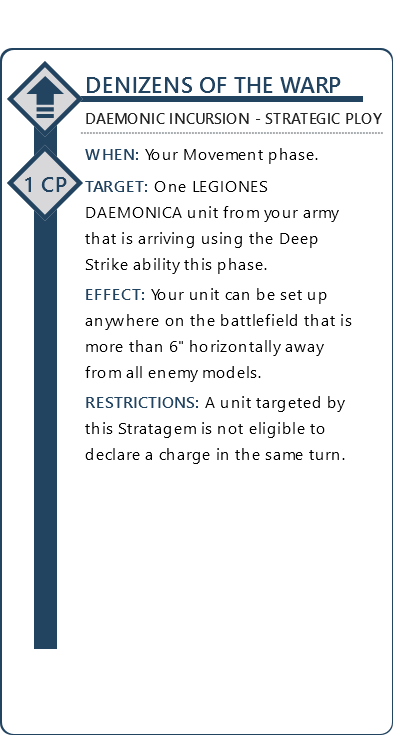 DENIZENS OF THE WARP
DAEMONIC INCURSION - STRATEGIC PLOY
WHEN: Your Movement phase.
1 CP
TARGET: One LEGIONES
DAEMONICA unit from your army
that is arriving using the Deep
Strike ability this phase.
EFFECT: Your unit can be set up
anywhere on the battlefield that is
more than 6" horizontally away
from all enemy models.
RESTRICTIONS: A unit targeted by
this Stratagem is not eligible to
declare a charge in the same turn.